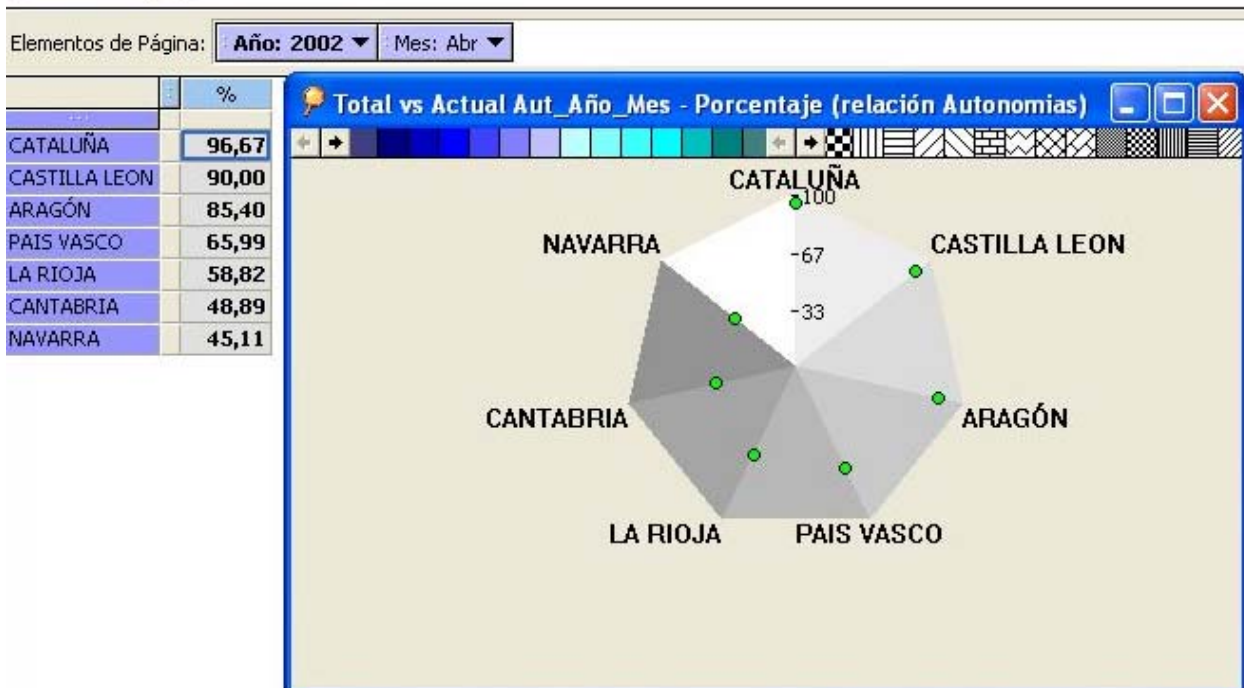 Elementos de Página: Año: 2002 Mes: Abr
%
CATALUÑA 96,67
CASTILLA LEON 90,00
ARAGÓN 85,40
PAIS VASCO 65,99
LA RIOJA 58,82
CANTABRIA 48,89
NAVARRA 45,11
Total vs Actual Aut_Año_Mes - Porcentaje (relación Autonomias)
CATALUÑA
100
NAVARRA
CASTILLA LEON
67
33
CANTABRIA
ARAGÓN
LA RIOJA
PAIS VASCO